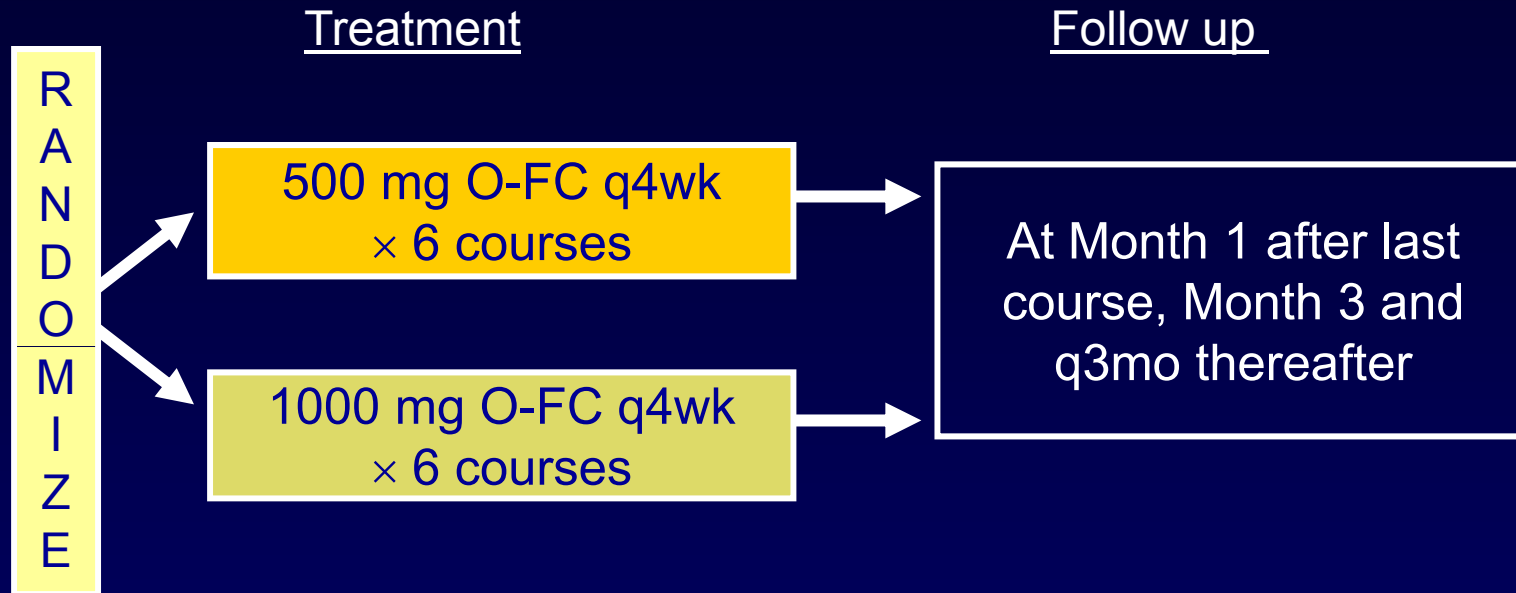 Treatment
Follow up
R
A
N
D
O
M
I
Z
E
500 mg O-FC q4wk
× 6 courses
1000 mg O-FC q4wk
× 6 courses
At Month 1 after last
course, Month 3 and
q3mo thereafter